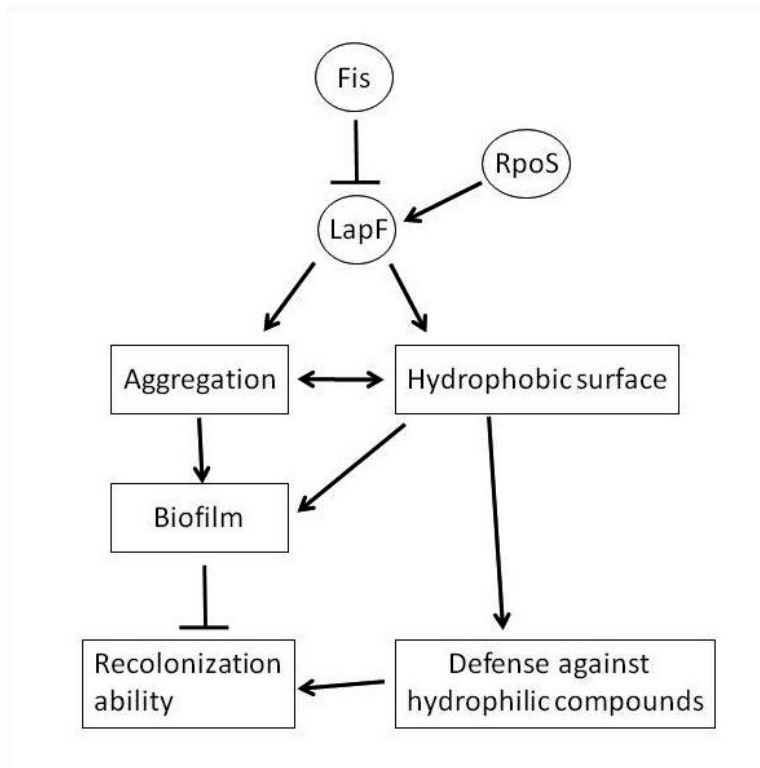 Fis
RpoS
LapF
Aggregation
Hydrophobic surface
Biofilm
Recolonization
ability
Defense against
hydrophilic compounds